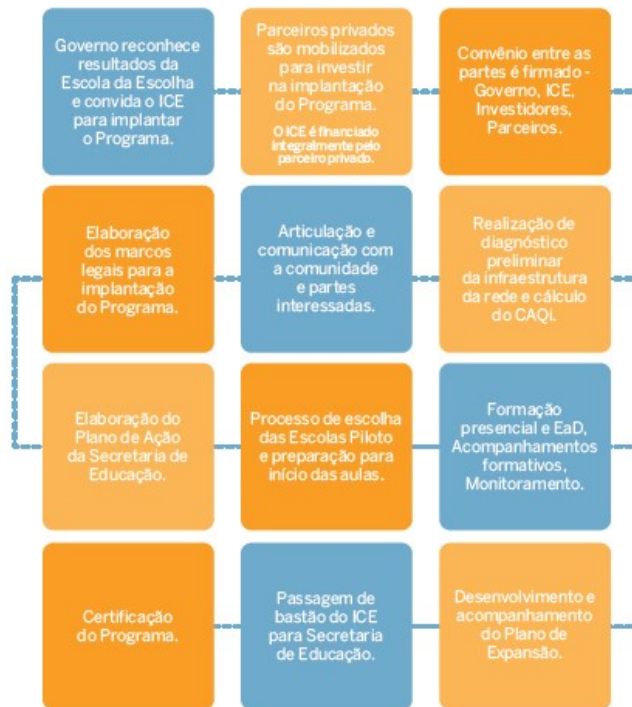 Governo reconhece
resultados da
Escola da Escolha
e convida o ICE
para implantar
o Programa.
Parceiros privados
são mobilizados
para investir
na implantação
do Programa.
O ICE é financiado
integralmente pelo
parceiro privado.
Convênio entre as
partes é firmado -
Governo, ICE,
Investidores,
Parceiros.
Elaboração
dos marcos
legais para a
implantação
do Programa.
Articulação e
comunicação com
a comunidade
e partes
interessadas.
Realização de
diagnóstico
preliminar
da infraestrutura
da rede e cálculo
do CAQi.
Elaboração do
Plano de Ação
da Secretaria de
Educação.
Processo de escolha
das Escolas Piloto
e preparação para
início das aulas.
Formação
presencial e EaD,
Acompanhamentos
formativos,
Monitoramento.
Certificação
do Programa.
Passagem de
bastão do ICE
para Secretaria
de Educação.
Desenvolvimento e
acompanhamento
do Plano de
Expansão.